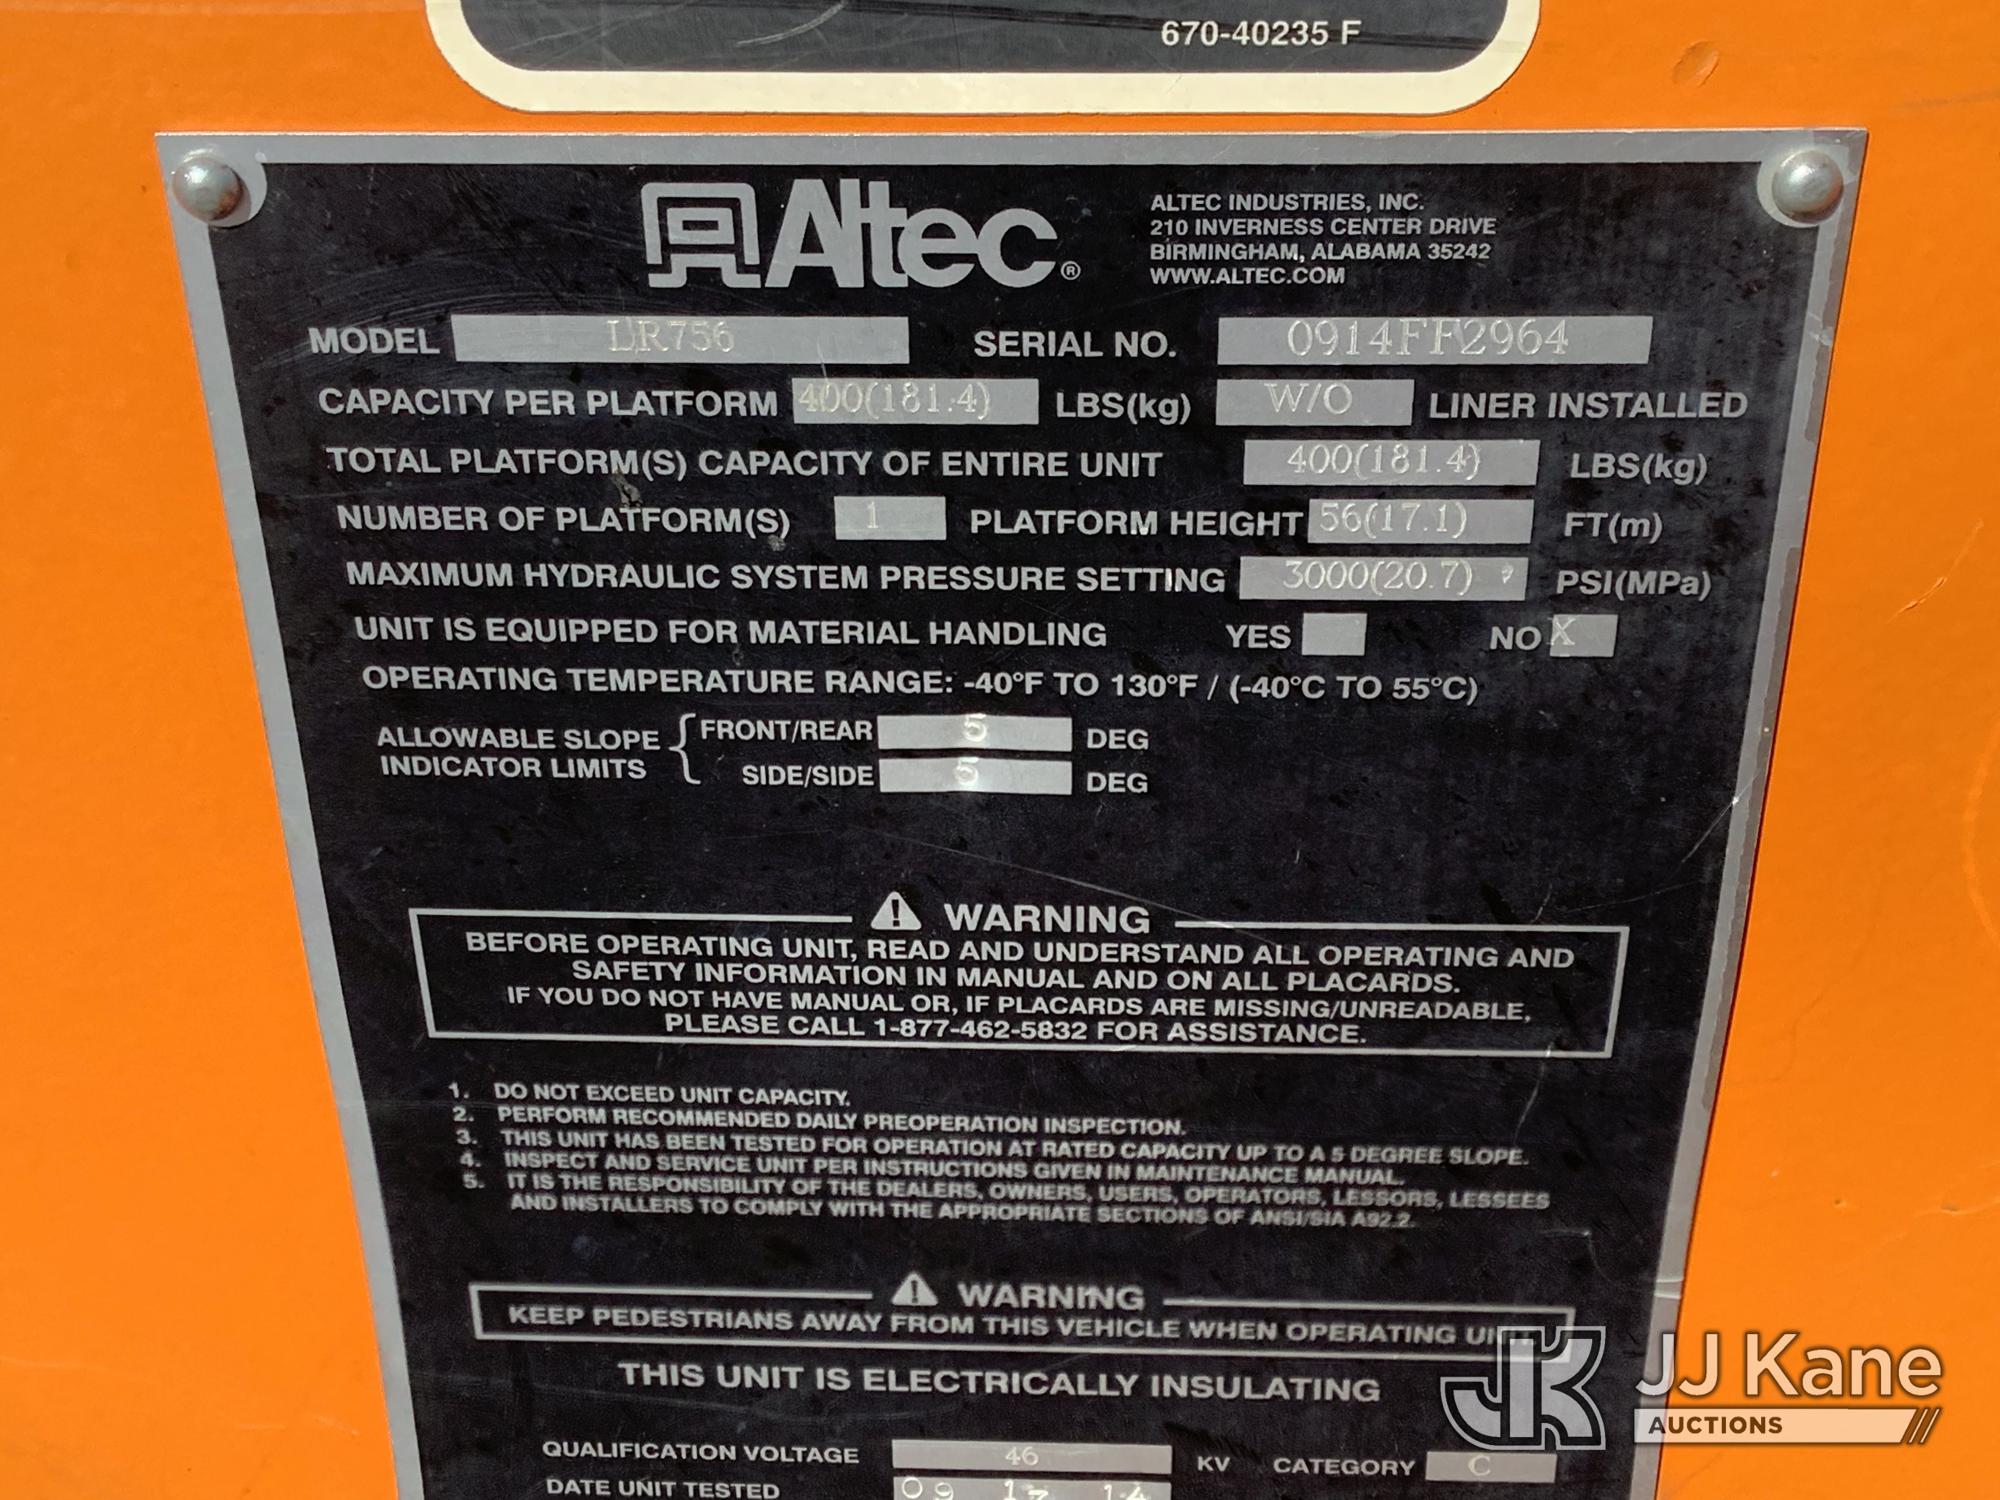 670-40235 F
Altec®
ALTEC INDUSTRIES, INC.
210 INVERNESS CENTER DRIVE
BIRMINGHAM, ALABAMA 35242
WWW.ALTEC.COM
MODEL LR756 SERIAL NO. 0914FF2964
CAPACITY PER PLATFORM 400(181.4) LBS(kg) W/O LINER INSTALLED
TOTAL PLATFORM(S) CAPACITY OF ENTIRE UNIT 400(181.4) LBS(kg)
NUMBER OF PLATFORM(S) 1 PLATFORM HEIGHT 56(17.1) FT(m)
MAXIMUM HYDRAULIC SYSTEM PRESSURE SETTING 3000(20.7) PSI(MPa)
UNIT IS EQUIPPED FOR MATERIAL HANDLING YES NO X
OPERATING TEMPERATURE RANGE: -40°F TO 130°F / (-40°C TO 55°C)
ALLOWABLE SLOPE INDICATOR LIMITS { FRONT/REAR 5 DEG
SIDE/SIDE 5 DEG
WARNING
BEFORE OPERATING UNIT, READ AND UNDERSTAND ALL OPERATING AND
SAFETY INFORMATION IN MANUAL AND ON ALL PLACARDS.
IF YOU DO NOT HAVE MANUAL OR, IF PLACARDS ARE MISSING/UNREADABLE,
PLEASE CALL 1-877-462-5832 FOR ASSISTANCE.
1. DO NOT EXCEED UNIT CAPACITY.
2. PERFORM RECOMMENDED DAILY PREOPERATION INSPECTION.
3. THIS UNIT HAS BEEN TESTED FOR OPERATION AT RATED CAPACITY UP TO A 5 DEGREE SLOPE.
4. INSPECT AND SERVICE UNIT PER INSTRUCTIONS GIVEN IN MAINTENANCE MANUAL.
5. IT IS THE RESPONSIBILITY OF THE DEALERS, OWNERS, USERS, OPERATORS, LESSORS, LESSEES
AND INSTALLERS TO COMPLY WITH THE APPROPRIATE SECTIONS OF ANSI/SIA A92.2.
WARNING
KEEP PEDESTRIANS AWAY FROM THIS VEHICLE WHEN OPERATING
THIS UNIT IS ELECTRICALLY INSULATING
QUALIFICATION VOLTAGE 46 KV CATEGORY C
DATE UNIT TESTED 09 17 14
JJ Kane
AUCTIONS